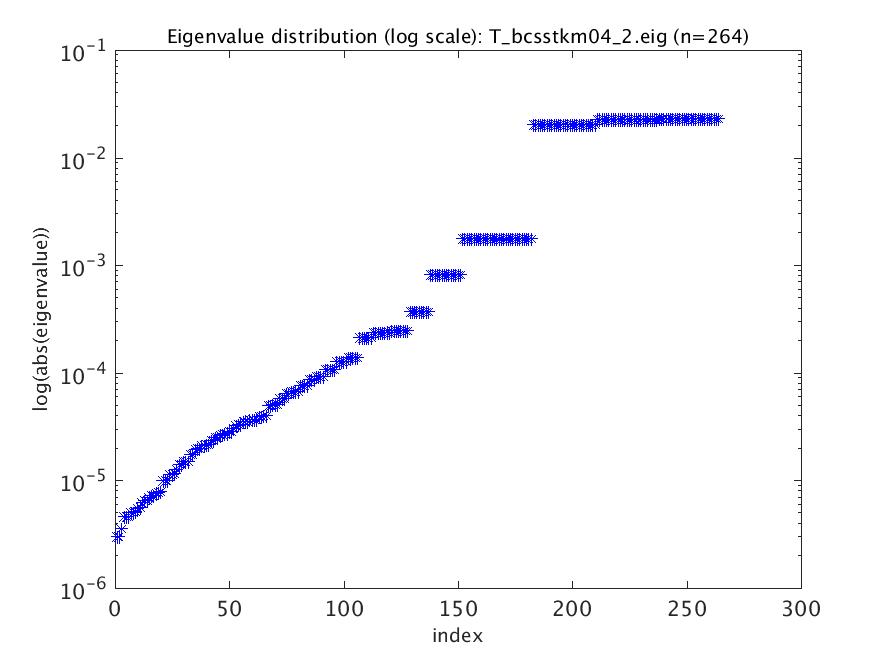 Eigenvalue distribution (log scale): T_bcsstkm04_2.eig (n=264)
10^-1
10^-2
10^-3
10^-4
10^-5
10^-6
log(abs(eigenvalue))
0 50 100 150 200 250 300
index